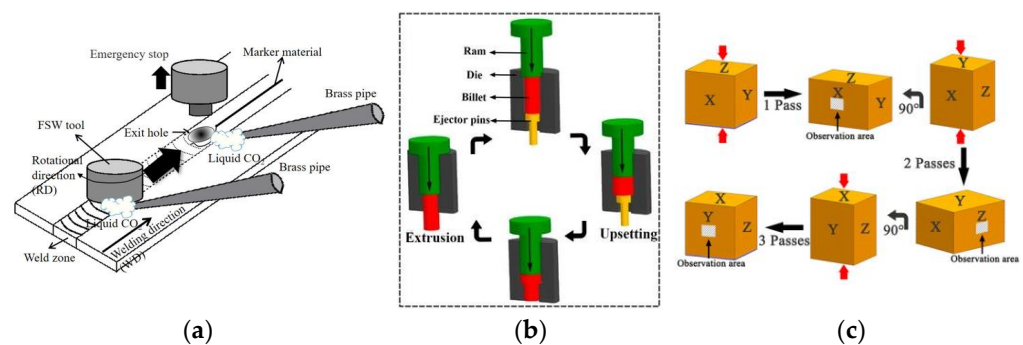 Emergency stop
Marker material
Brass pipe
FSW tool
Exit hole
Rotational
direction
(RD)
Liquid CO2
Brass pipe
Liquid CO2
Welding direction
(WD)
Weld zone
(a)
Ram
Die
Billet
Ejector pins
Extrusion
Upsetting
(b)
Z
X
Y
1 Pass
Z
X
Y
Observation area
90°
Y
X
Z
2 Passes
X
Y
Z
Observation area
3 Passes
X
Y
Z
90°
Y
X
Z
Observation area
(c)